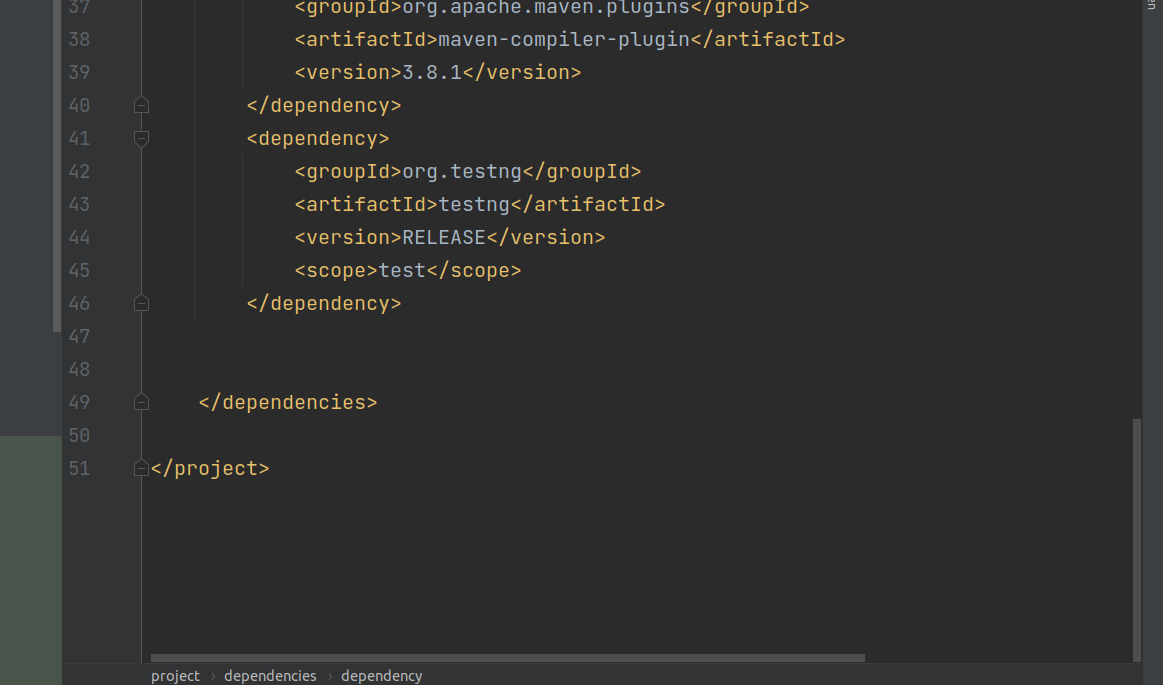 37 <groupId>org.apache.maven.plugins</groupId>
38 <artifactId>maven-compiler-plugin</artifactId>
39 <version>3.8.1</version>
40 </dependency>
41 <dependency>
42 <groupId>org.testng</groupId>
43 <artifactId>testng</artifactId>
44 <version>RELEASE</version>
45 <scope>test</scope>
46 </dependency>
47
48
49 </dependencies>
50
51 </project>
project › dependencies › dependency